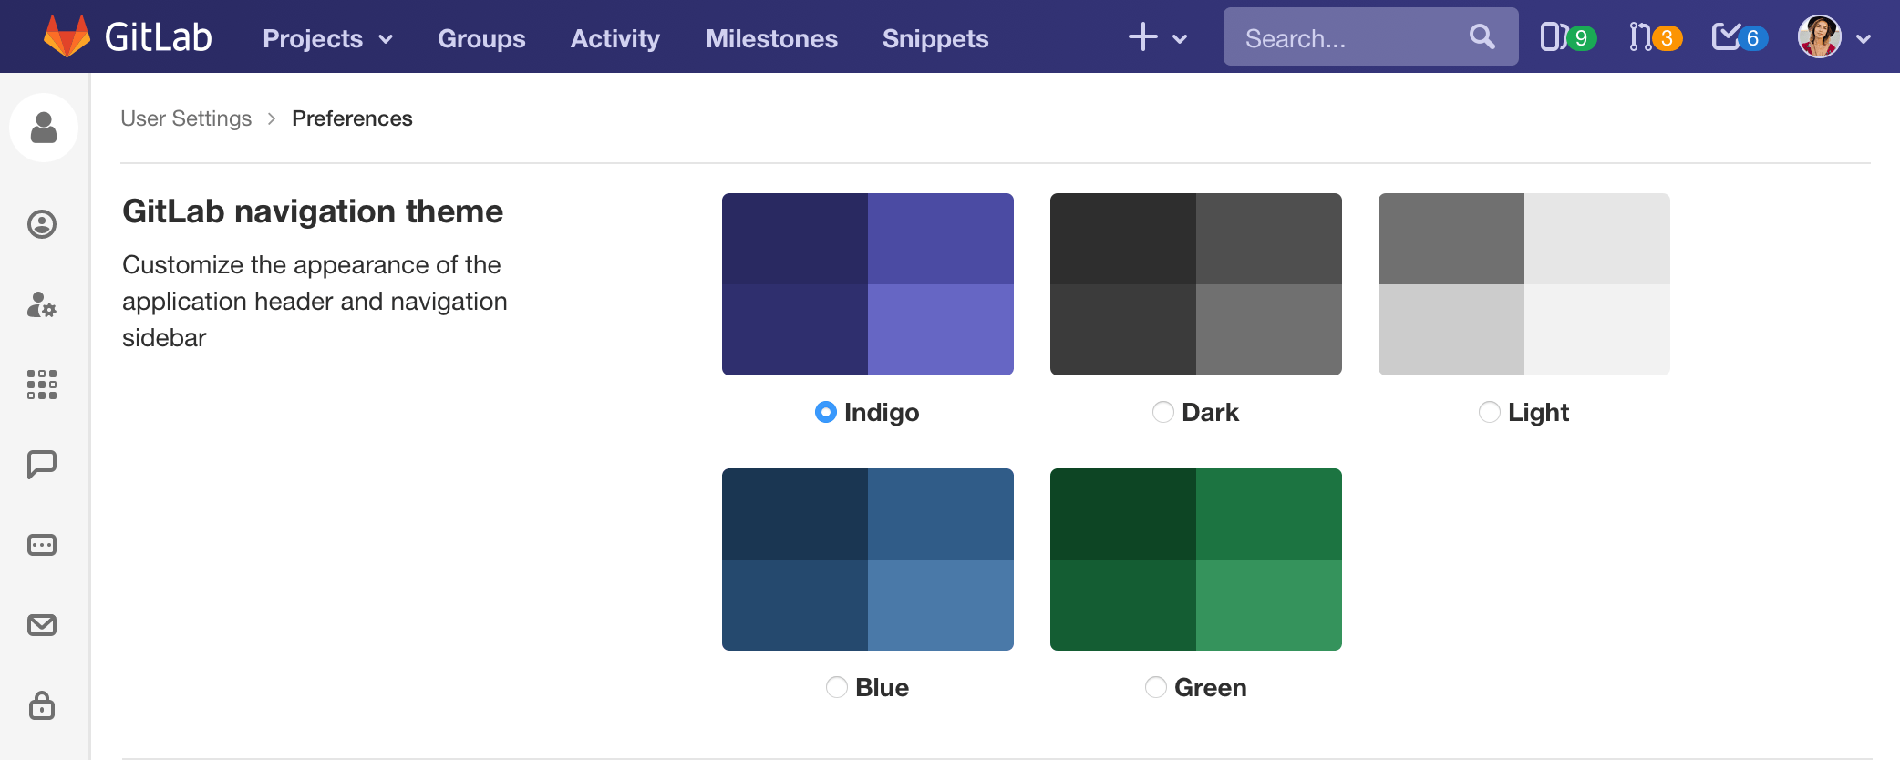 GitLab Projects Groups Activity Milestones Snippets Search... 9 3 6
User Settings > Preferences
GitLab navigation theme
Customize the appearance of the
application header and navigation
sidebar
Indigo Dark Light
Blue Green